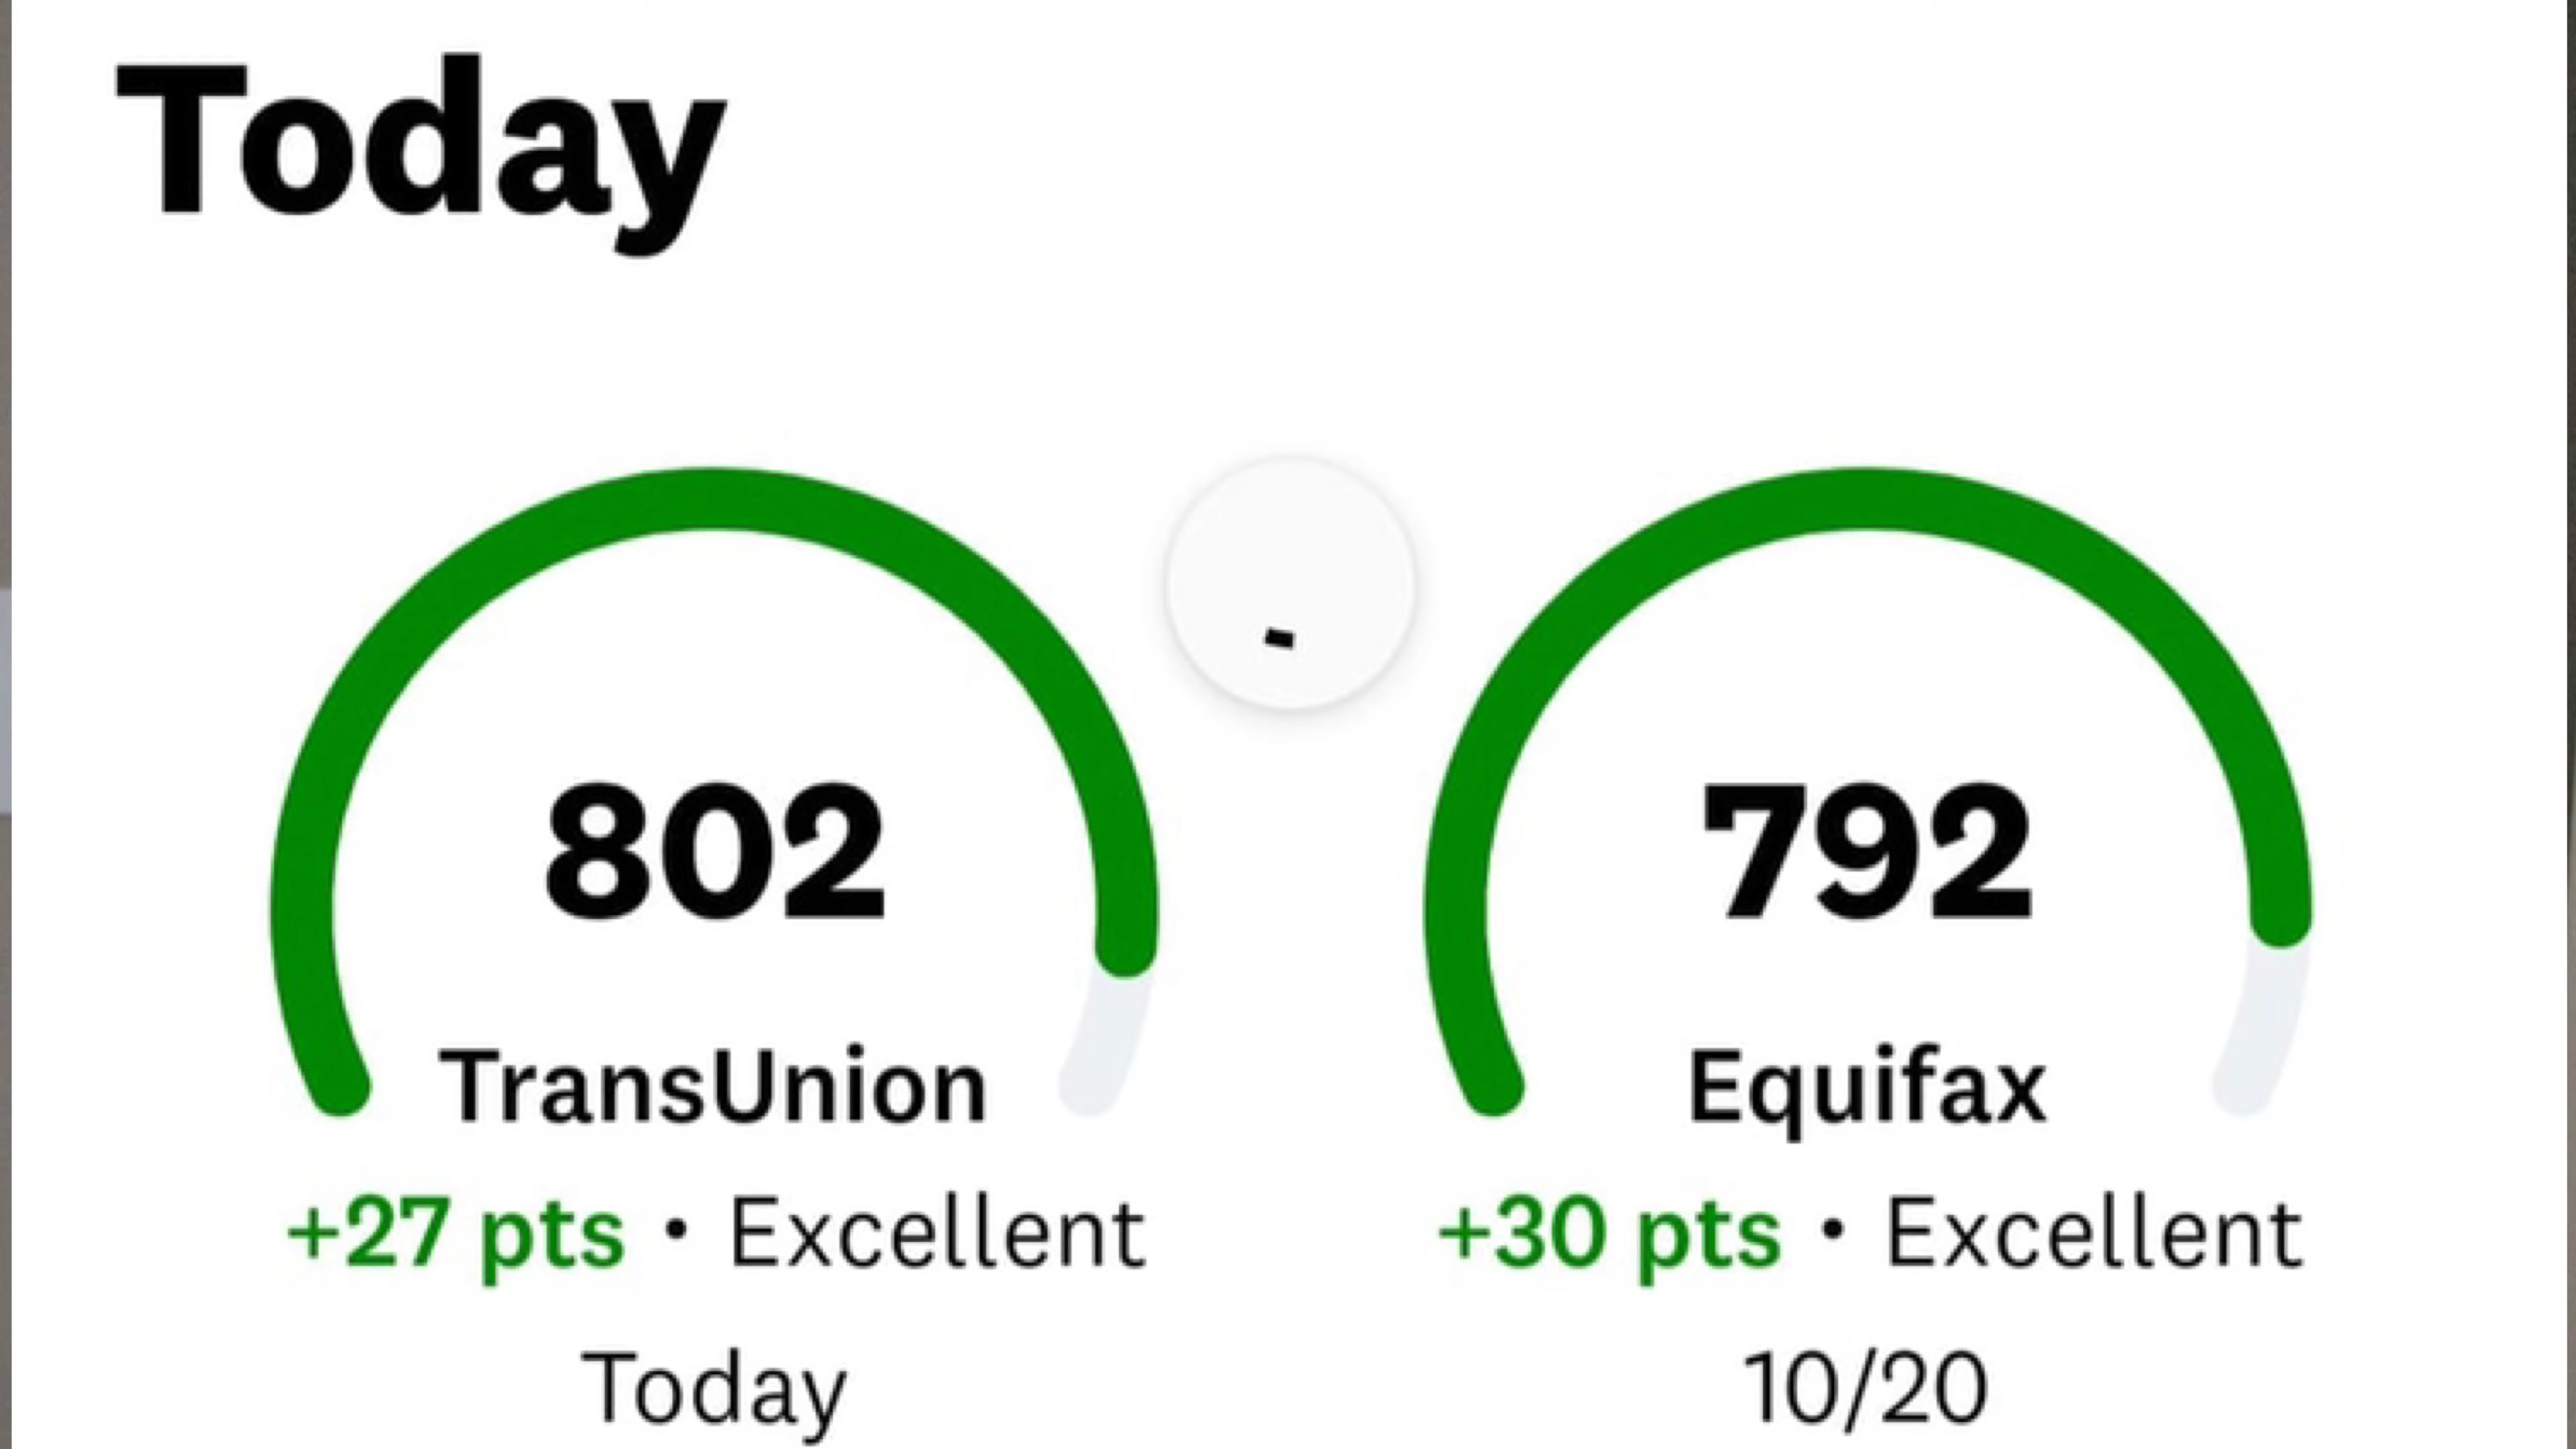 Today
802
792
TransUnion
Equifax
+27 pts • Excellent
+30 pts • Excellent
Today
10/20